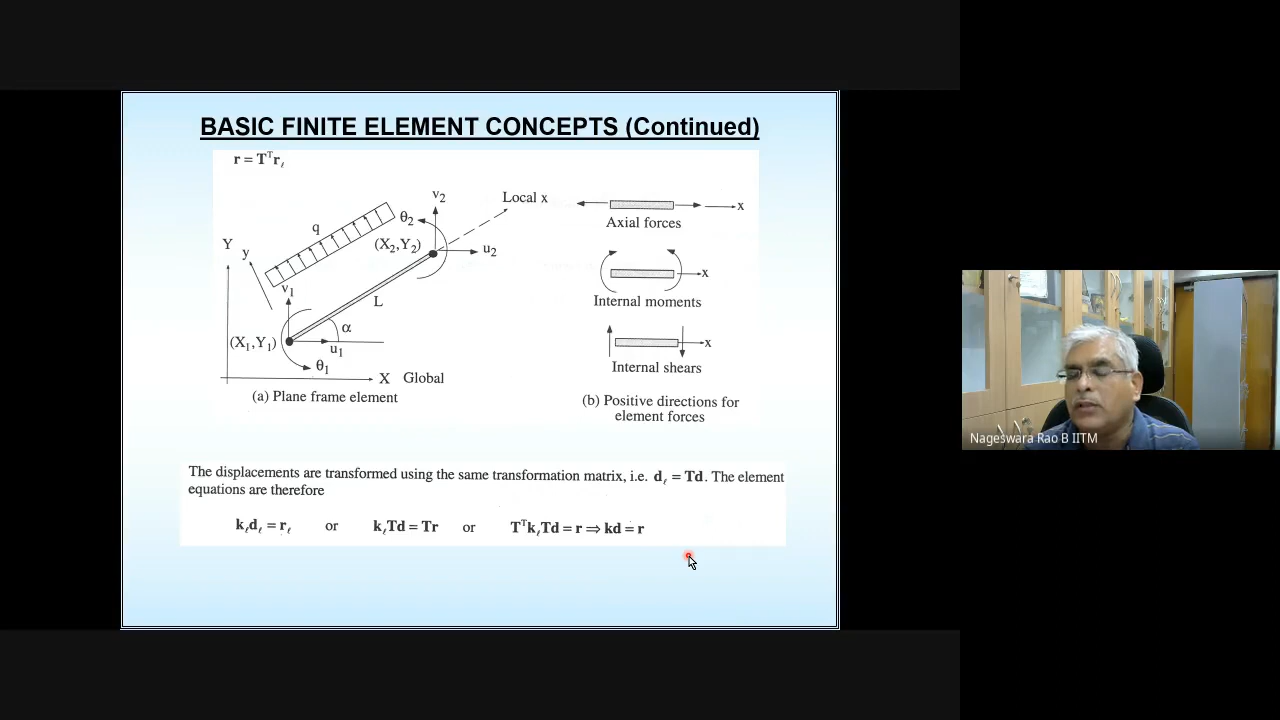 BASIC FINITE ELEMENT CONCEPTS (Continued)
r = Tᵀrℓ
v₂
Local x
θ₂
q
(X₂,Y₂)
u₂
Y
y
v₁
L
α
(X₁,Y₁)
u₁
θ₁
X Global
(a) Plane frame element
x
Axial forces
x
Internal moments
x
Internal shears
(b) Positive directions for
element forces
The displacements are transformed using the same transformation matrix, i.e. dℓ = Td. The element
equations are therefore
kℓdℓ = rℓ or kℓTd = Tr or TᵀkℓTd = r ⇒ kd = r
Nageswara Rao B IITM